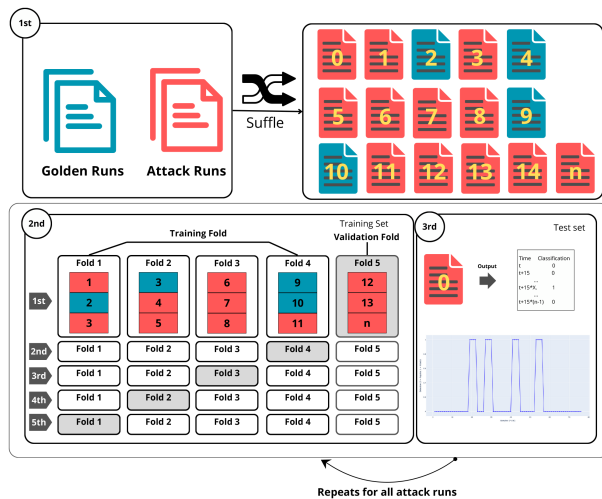 1st
Golden Runs
Attack Runs
Suffle
0 1 2 3 4
5 6 7 8 9
10 11 12 13 14 n
2nd
Training Set
Training Fold
Validation Fold
Fold 1 Fold 2 Fold 3 Fold 4 Fold 5
1 3 6 9 12
1st
2 4 7 10 13
3 5 8 11 n
2nd Fold 1 Fold 2 Fold 3 Fold 4 Fold 5
3rd Fold 1 Fold 2 Fold 3 Fold 4 Fold 5
4th Fold 1 Fold 2 Fold 3 Fold 4 Fold 5
5th Fold 1 Fold 2 Fold 3 Fold 4 Fold 5
3rd
Test set
0
Output
Time Classification
t 0
t+15 0
...
t+15*X, 1
...
t+15*(n-1) 0
Repeats for all attack runs